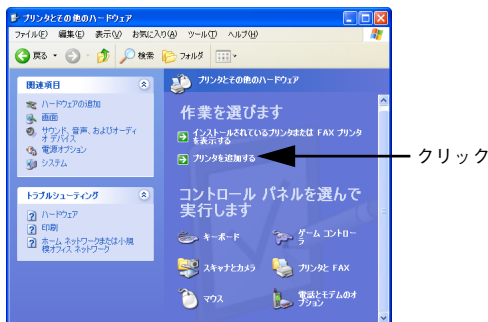 プリンタとその他のハードウェア
ファイル(F) 編集(E) 表示(V) お気に入り(A) ツール(T) ヘルプ(H)
戻る 検索 フォルダ
関連項目
ハードウェアの追加
画面
サウンド、音声、およびオーディ
オ デバイス
電源オプション
システム
トラブルシューティング
ハードウェア
印刷
ホーム ネットワークまたは小規
模オフィス ネットワーク
プリンタとその他のハードウェア
作業を選びます
インストールされているプリンタまたは FAX プリンタ
を表示する
プリンタを追加する
クリック
コントロール パネルを選んで
実行します
キーボード
ゲーム コントロー
ラ
スキャナとカメラ
プリンタと FAX
マウス
電話とモデムのオ
プション